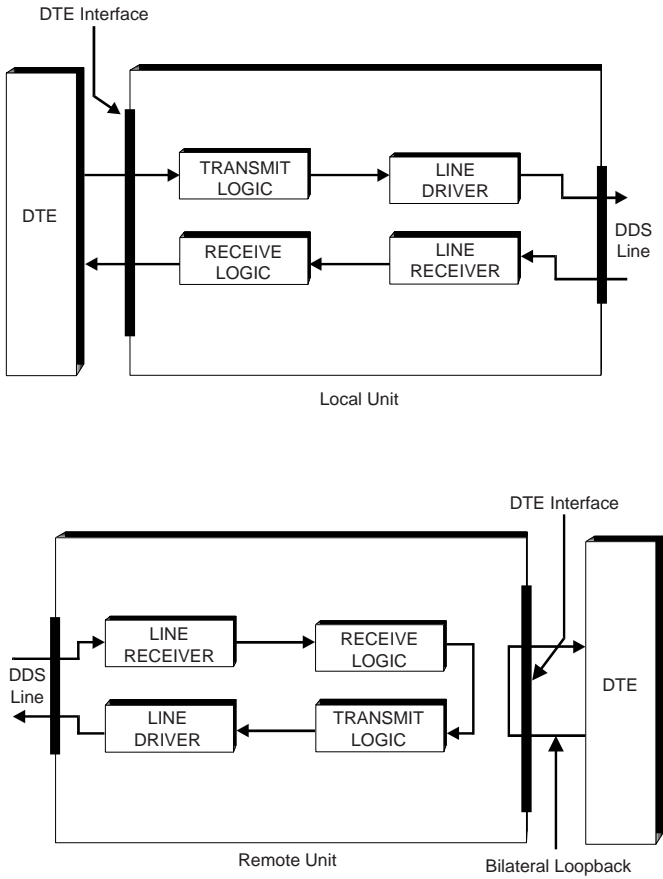 DTE Interface
DTE
TRANSMIT
LOGIC
LINE
DRIVER
RECEIVE
LOGIC
LINE
RECEIVER
DDS
Line
Local Unit
DTE Interface
DDS
Line
LINE
RECEIVER
RECEIVE
LOGIC
LINE
DRIVER
TRANSMIT
LOGIC
DTE
Remote Unit
Bilateral Loopback